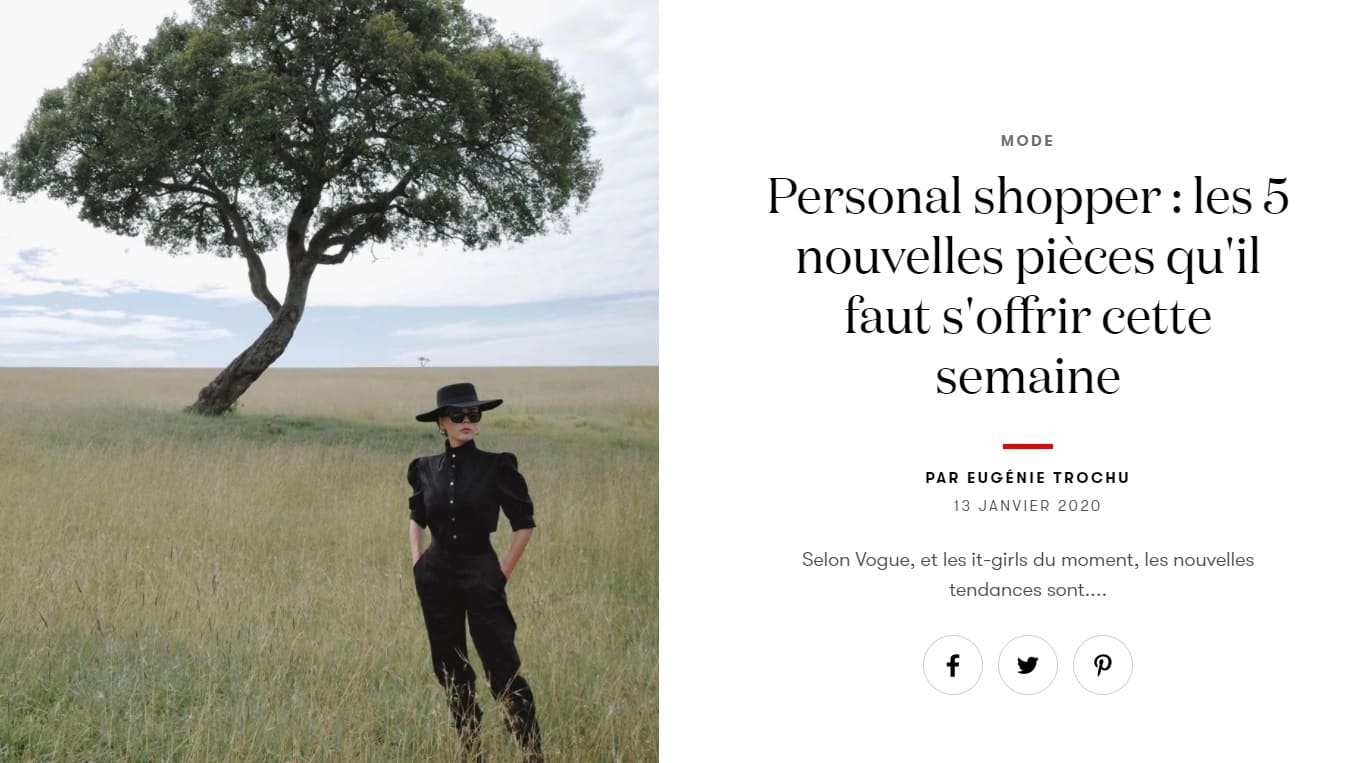 MODE
Personal shopper : les 5
nouvelles pièces qu'il
faut s'offrir cette
semaine
PAR EUGÉNIE TROCHU
13 JANVIER 2020
Selon Vogue, et les it-girls du moment, les nouvelles
tendances sont....